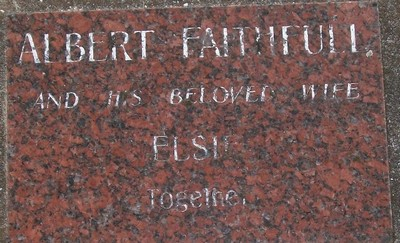 ALBERT FAITHFULL
AND HIS BELOVED WIFE
ELSIE
Together